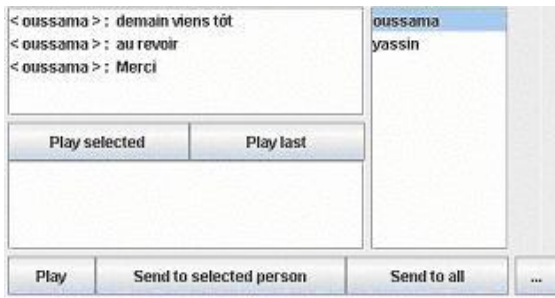 < oussama > : demain viens tôt
< oussama > : au revoir
< oussama > : Merci
oussama
yassin
Play selected
Play last
Play
Send to selected person
Send to all
...